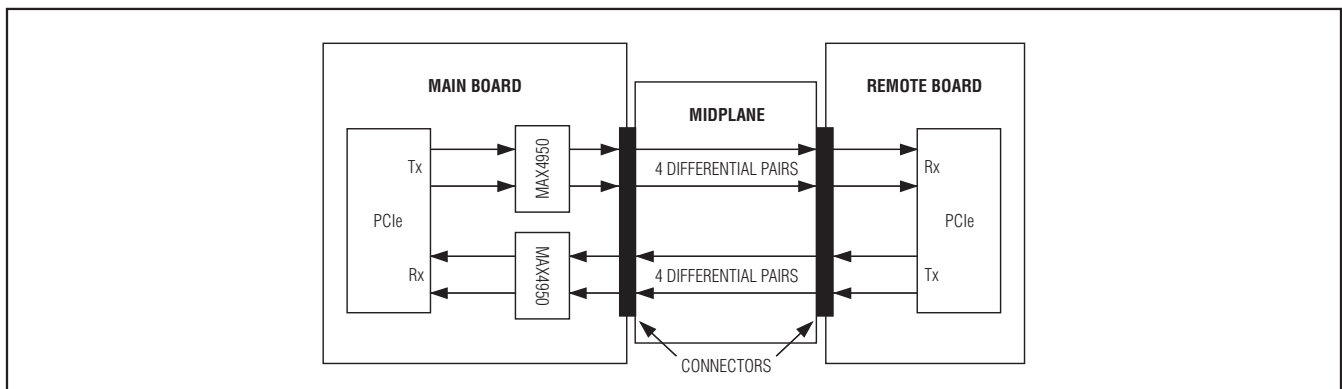 MAIN BOARD
REMOTE BOARD
MIDPLANE
Tx
MAX4950
4 DIFFERENTIAL PAIRS
Rx
PCIe
PCIe
Rx
MAX4950
4 DIFFERENTIAL PAIRS
Tx
CONNECTORS